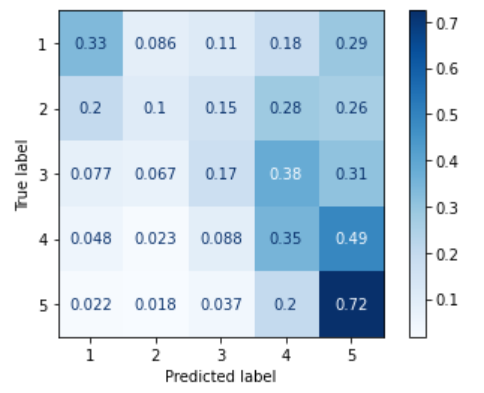 1 0.33 0.086 0.11 0.18 0.29
2 0.2 0.1 0.15 0.28 0.26
3 0.077 0.067 0.17 0.38 0.31
4 0.048 0.023 0.088 0.35 0.49
5 0.022 0.018 0.037 0.2 0.72
True label
1 2 3 4 5
Predicted label
0.7
0.6
0.5
0.4
0.3
0.2
0.1